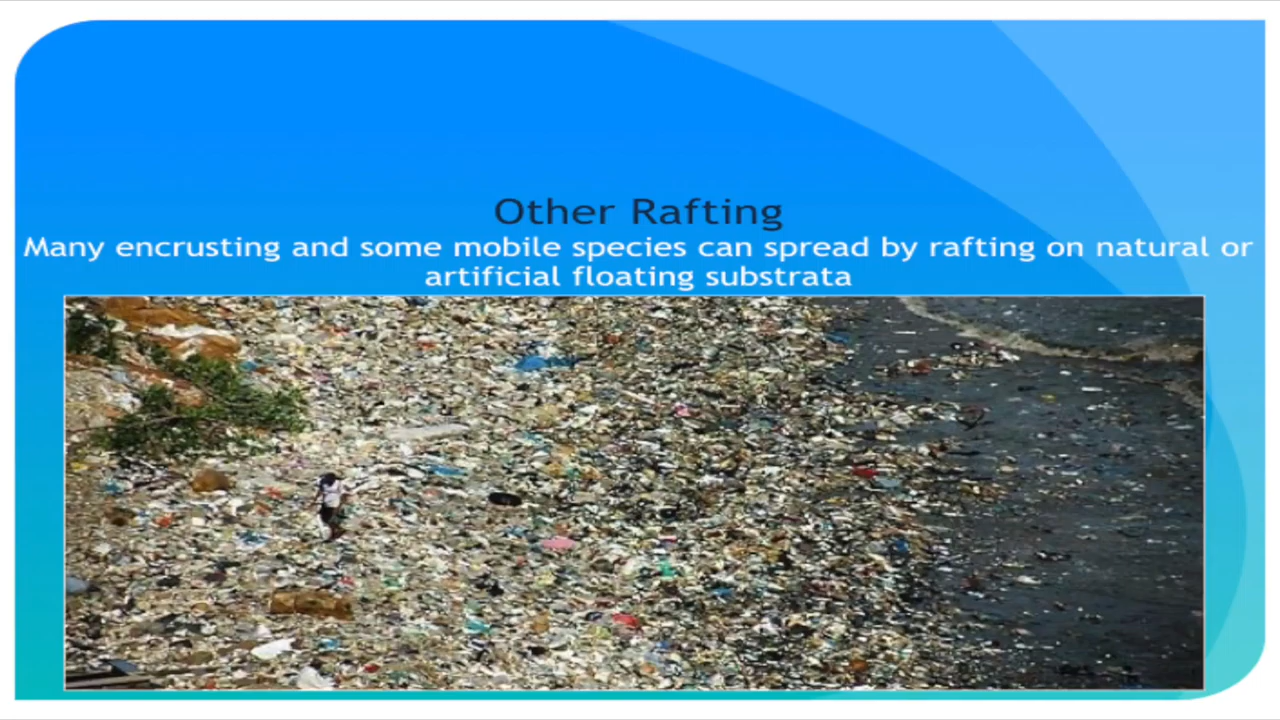 Other Rafting
Many encrusting and some mobile species can spread by rafting on natural or
artificial floating substrata